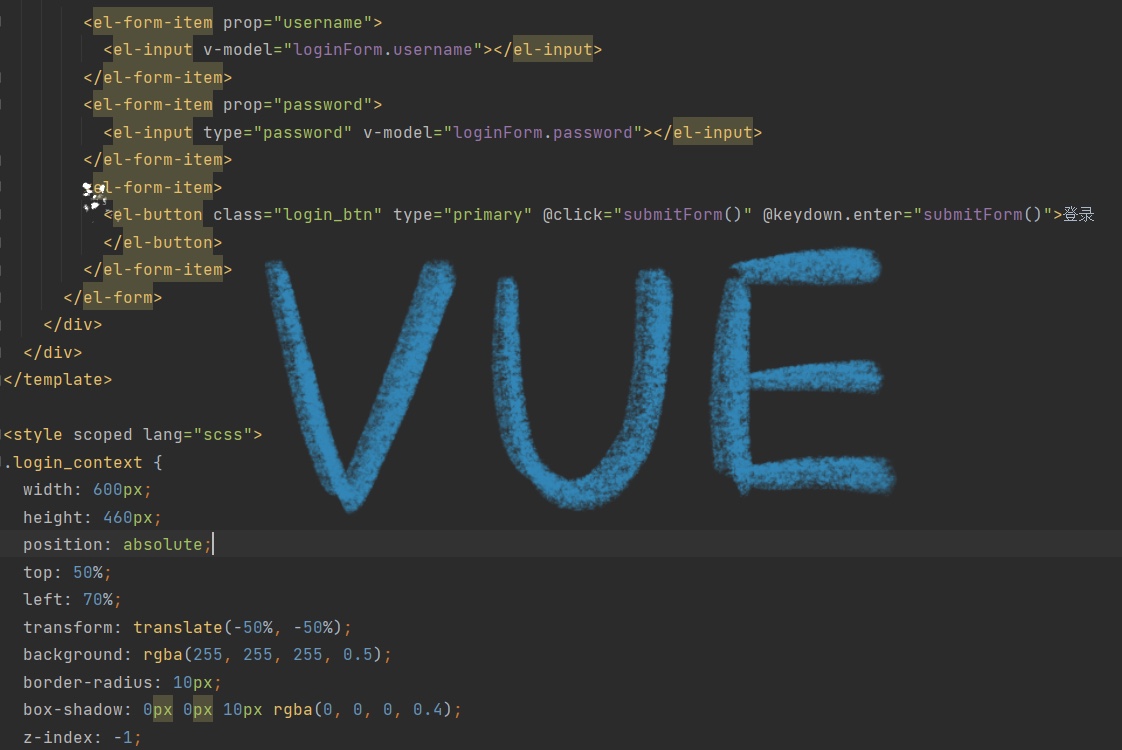 <el-form-item prop="username">
<el-input v-model="loginForm.username"></el-input>
</el-form-item>
<el-form-item prop="password">
<el-input type="password" v-model="loginForm.password"></el-input>
</el-form-item>
el-form-item>
<el-button class="login_btn" type="primary" @click="submitForm()" @keydown.enter="submitForm()">登录
</el-button>
</el-form-item>
</el-form>
</div>
</div>
</template>
VUE
<style scoped lang="scss">
.login_context {
width: 600px;
height: 460px;
position: absolute;
top: 50%;
left: 70%;
transform: translate(-50%, -50%);
background: rgba(255, 255, 255, 0.5);
border-radius: 10px;
box-shadow: 0px 0px 10px rgba(0, 0, 0, 0.4);
z-index: -1;